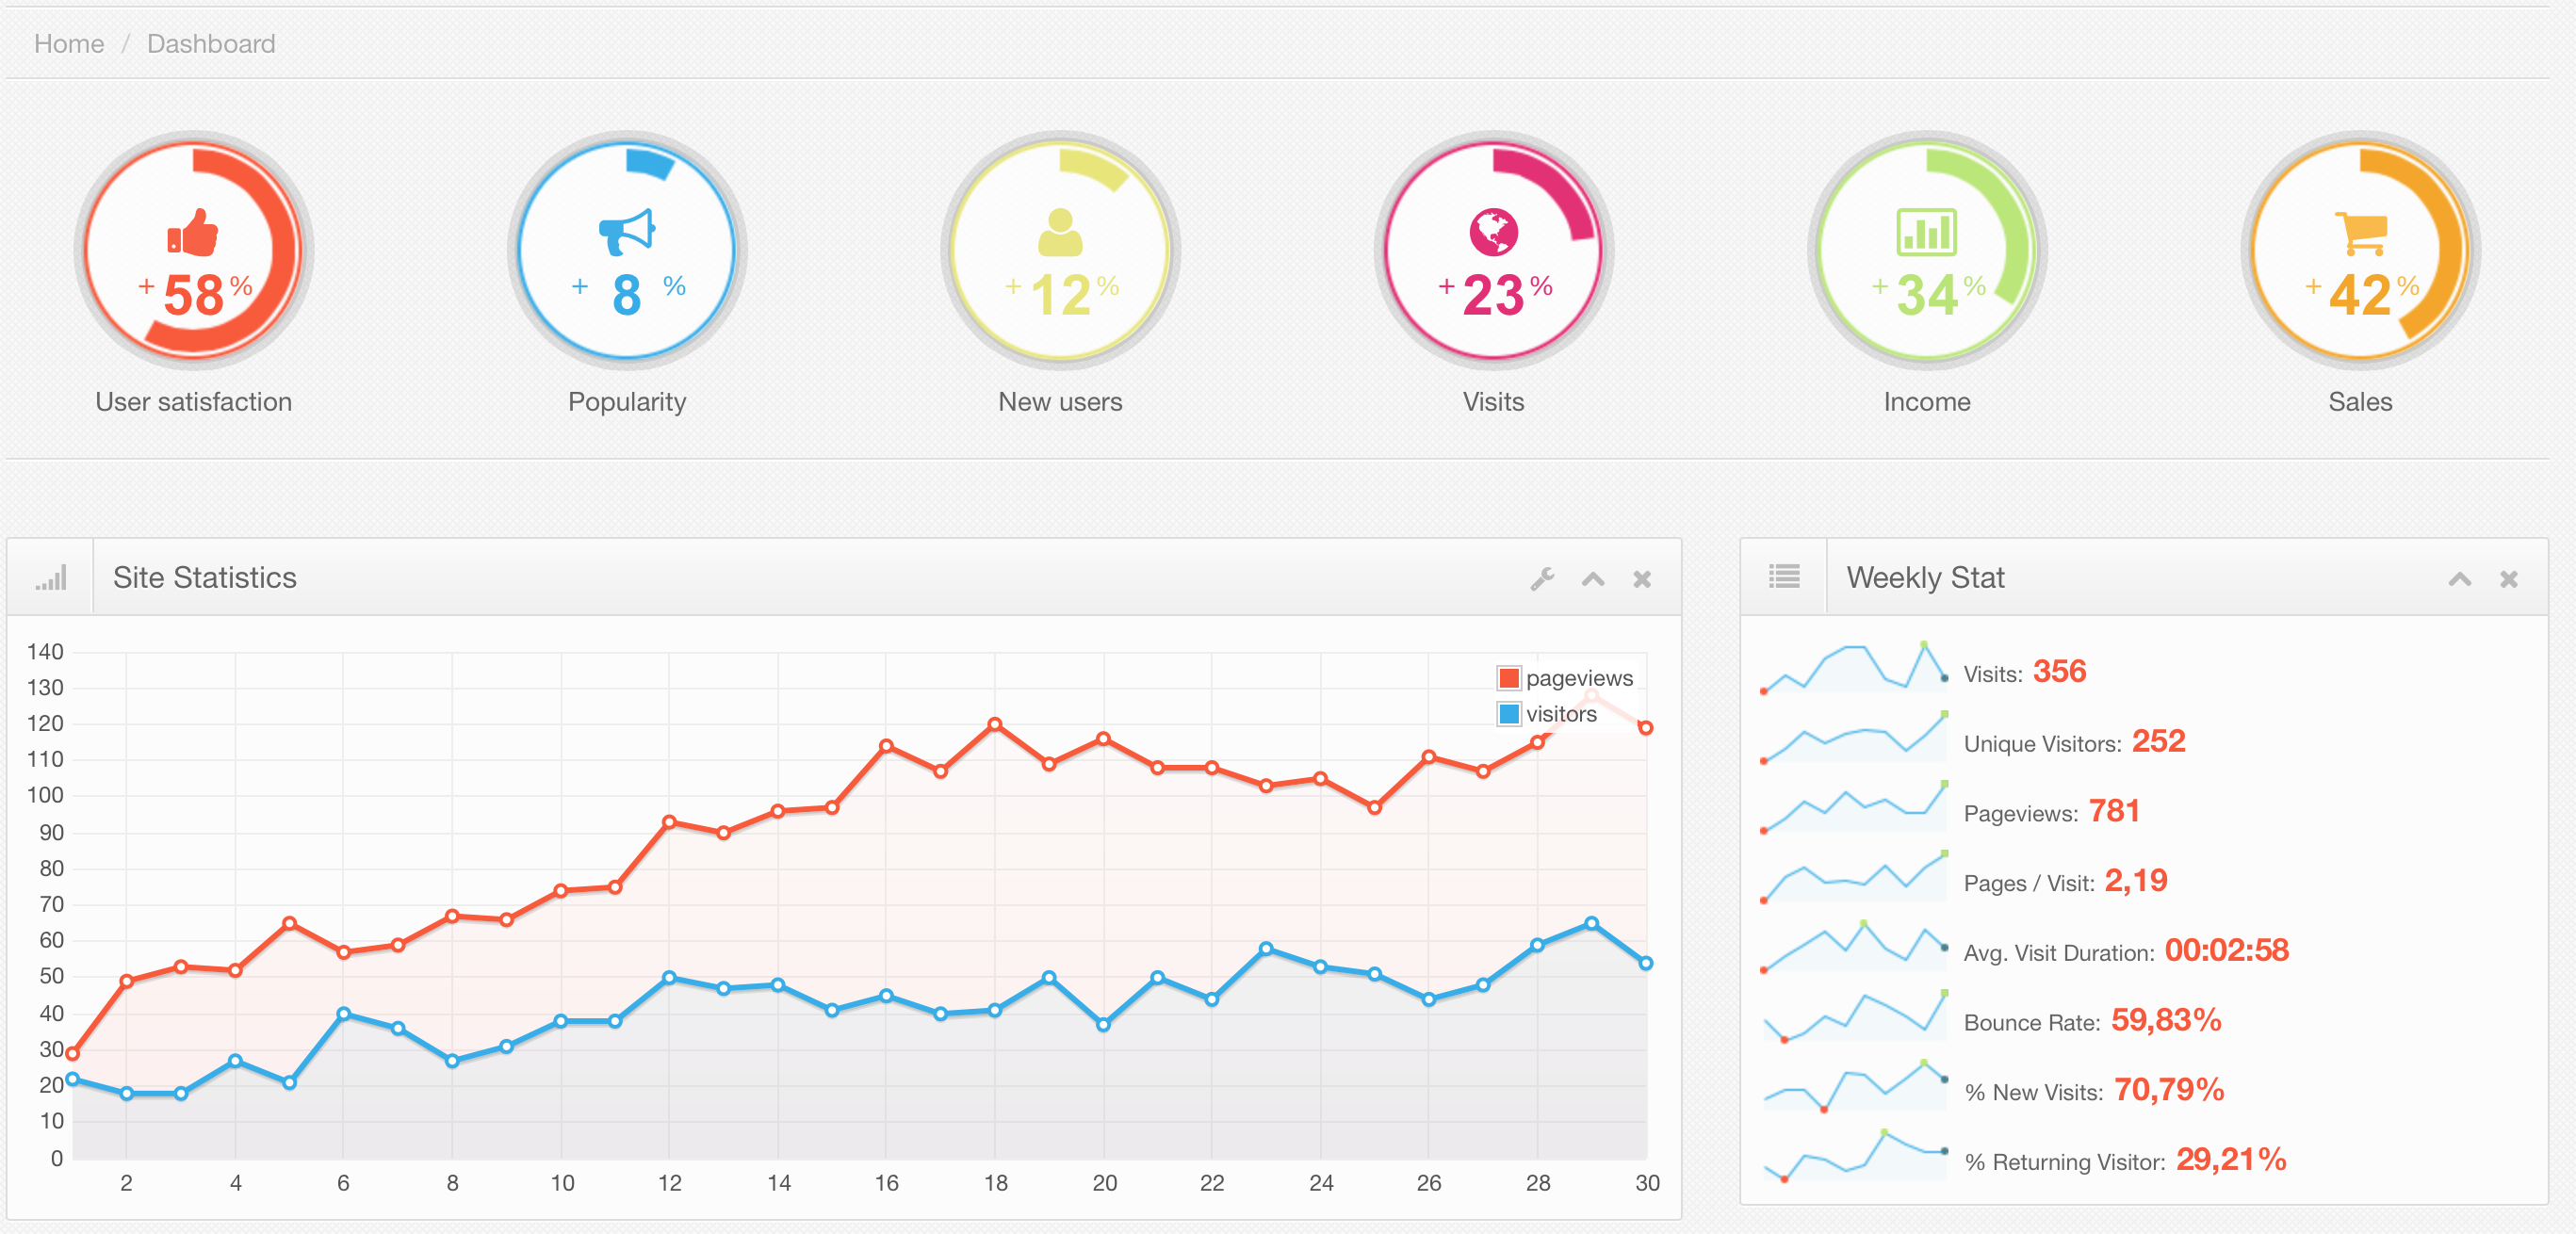 Home / Dashboard
+ 58 %
+ 8 %
+ 12 %
+ 23 %
+ 34 %
+ 42 %
User satisfaction
Popularity
New users
Visits
Income
Sales
Site Statistics
140
130
120
110
100
90
80
70
60
50
40
30
20
10
0
pageviews
visitors
2 4 6 8 10 12 14 16 18 20 22 24 26 28 30
Weekly Stat
Visits: 356
Unique Visitors: 252
Pageviews: 781
Pages / Visit: 2,19
Avg. Visit Duration: 00:02:58
Bounce Rate: 59,83%
% New Visits: 70,79%
% Returning Visitor: 29,21%